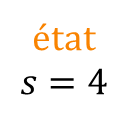 état
s = 4